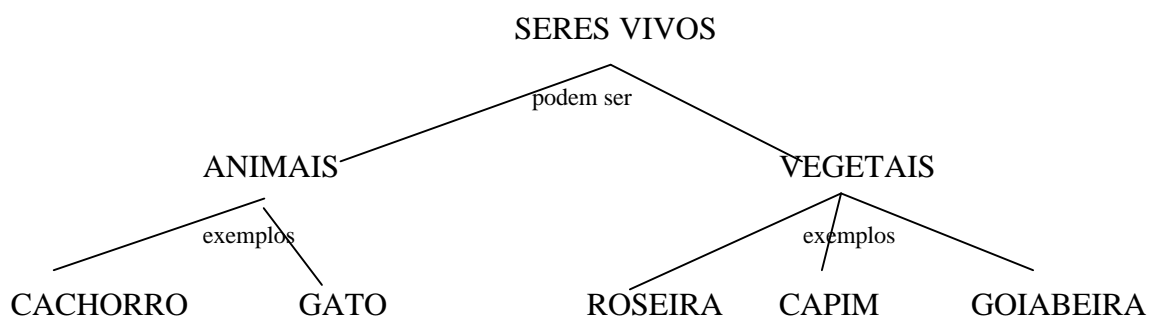 SERES VIVOS
podem ser
ANIMAIS VEGETAIS
exemplos exemplos
CACHORRO GATO ROSEIRA CAPIM GOIABEIRA